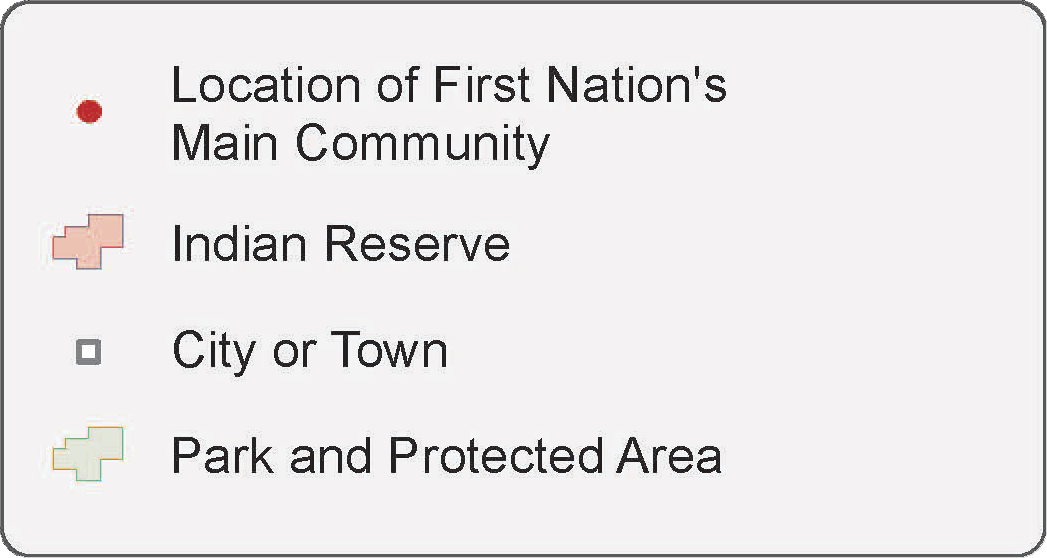 Location of First Nation's
Main Community
Indian Reserve
City or Town
Park and Protected Area